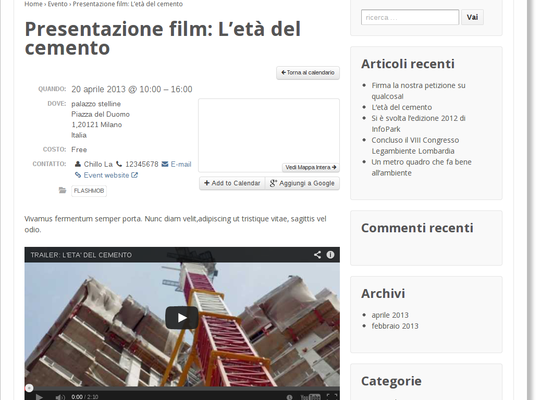 Home › Evento › Presentazione film: L'età del cemento
Presentazione film: L'età del
cemento
Torna al calendario
QUANDO: 20 aprile 2013 @ 10:00 – 16:00
DOVE: palazzo stelline
Piazza del Duomo
1,20121 Milano
Italia
COSTO: Free
Vedi Mappa Intera
CONTATTO: Chillo La 12345678 E-mail
Event website
Add to Calendar
Aggiungi a Google
FLASHMOB
Vivamus fermentum semper porta. Nunc diam velit,adipiscing ut tristique vitae, sagittis vel
odio.
TRAILER: L'ETA' DEL CEMENTO
0:00 / 2:10
YouTube
ricerca ...
Vai
Articoli recenti
Firma la nostra petizione su
qualcosa!
L'età del cemento
Si è svolta l'edizione 2012 di
InfoPark
Concluso il VIII Congresso
Legambiente Lombardia
Un metro quadro che fa bene
all'ambiente
Commenti recenti
Archivi
aprile 2013
febbraio 2013
Categorie